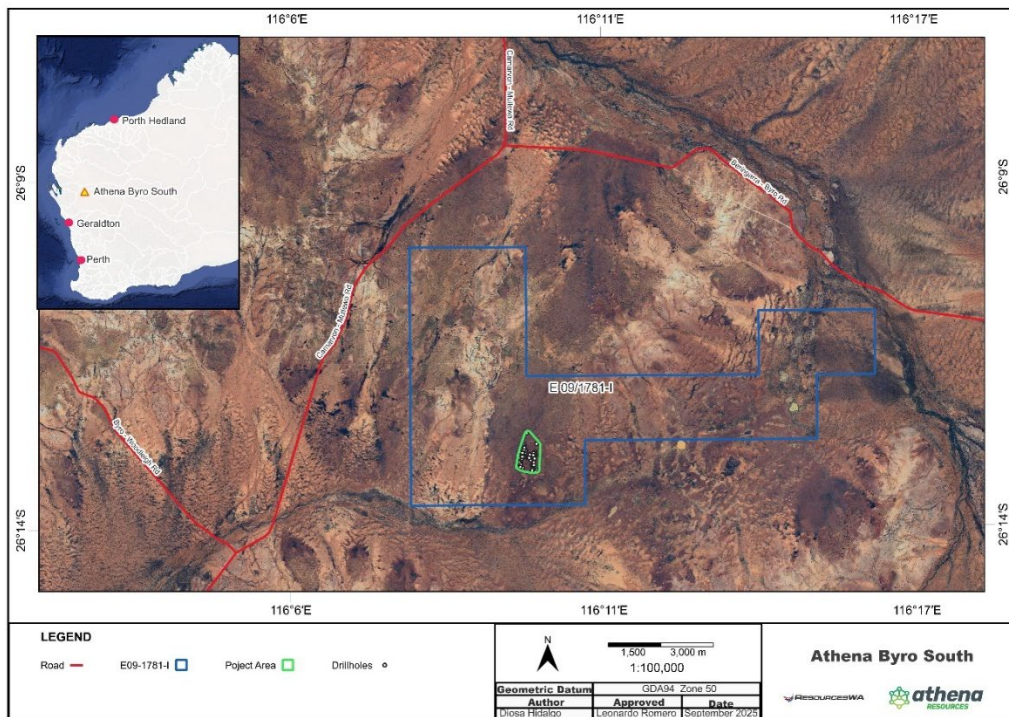 116°6'E 116°11'E 116°17'E
Porth Hedland
Athena Byro South
Geraldton
Perth
Carnarvon - Mullewa Rd
Beringarra - Byro Rd
26°9'S
26°9'S
Carnarvon - Mullewa Rd
E 09/1781-I
Byro - Woodleigh Rd
26°14'S
26°14'S
116°6'E 116°11'E 116°17'E
LEGEND
Road E09-1781-I Poject Area Drillholes
N
1,500 3,000 m
1:100,000
Geometric Datum GDA94 Zone 50
Author Approved Date
Diosa Hidalgo Leonardo Romero September 2025
Athena Byro South
RESOURCESWA
athena
RESOURCES